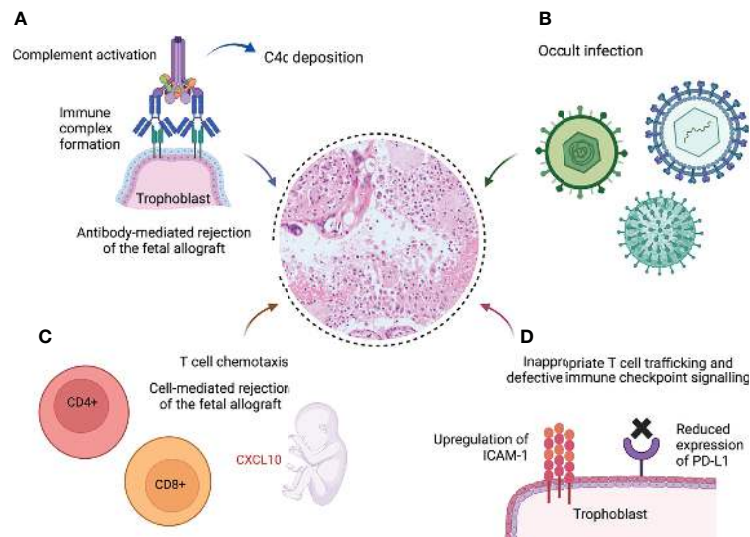 A
Complement activation
C4d deposition
Immune
complex
formation
Trophoblast
Antibody-mediated rejection
of the fetal allograft
B
Occult infection
C
T cell chemotaxis
Cell-mediated rejection
of the fetal allograft
CD4+
CD8+
CXCL10
D
Inappropriate T cell trafficking and
defective immune checkpoint signalling
Upregulation of
ICAM-1
Reduced
expression
of PD-L1
Trophoblast